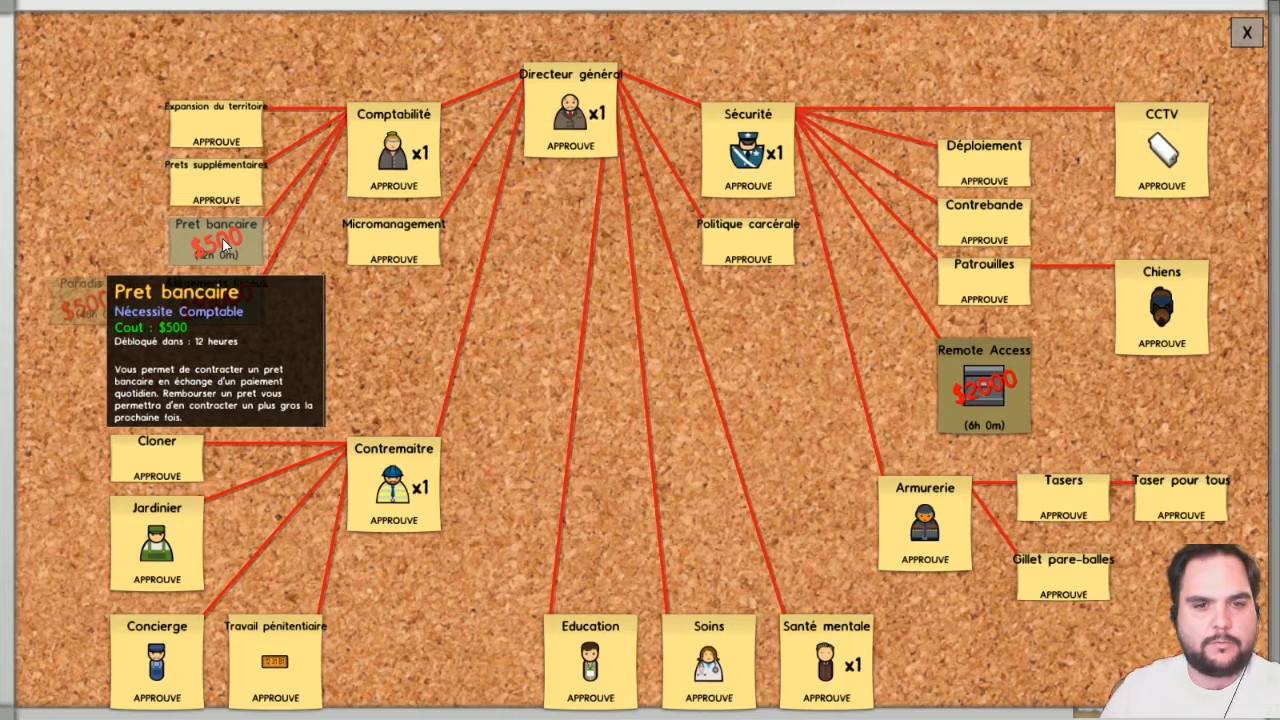 X
Directeur général
x1
APPROUVE
Expansion du territoire
APPROUVE
Comptabilité
x1
APPROUVE
Sécurité
x1
APPROUVE
CCTV
APPROUVE
Déploiement
APPROUVE
Prets supplémentaires
APPROUVE
Contrebande
APPROUVE
Pret bancaire
$500
(12h 0m)
Micromanagement
APPROUVE
Politique carcérale
APPROUVE
Patrouilles
APPROUVE
Chiens
APPROUVE
Paradis
Pret bancaire
Nécessite Comptable
Cout : $500
Débloqué dans : 12 heures
Vous permet de contracter un pret
bancaire en échange d'un paiement
quotidien. Rembourser un pret vous
permettra d'en contracter un plus gros la
prochaine fois.
Remote Access
$2000
(6h 0m)
Cloner
APPROUVE
Contremaitre
x1
APPROUVE
Jardinier
APPROUVE
Armurerie
APPROUVE
Tasers
APPROUVE
Taser pour tous
APPROUVE
Gillet pare-balles
APPROUVE
Concierge
APPROUVE
Travail pénitentiaire
APPROUVE
Education
APPROUVE
Soins
APPROUVE
Santé mentale
x1
APPROUVE